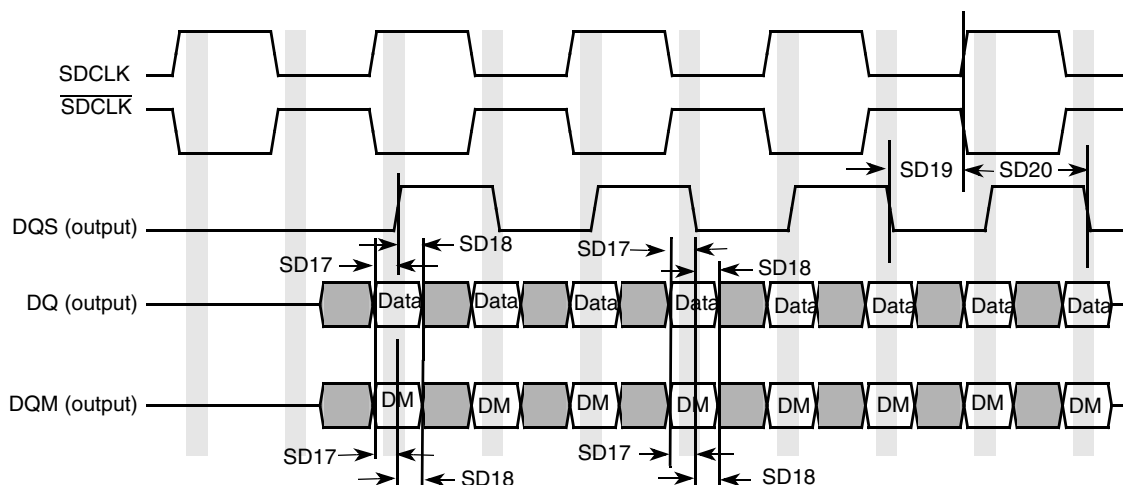 SDCLK
SDCLK
SD19 SD20
DQS (output)
SD18 SD17
SD17 SD18
DQ (output) Data Data Data Data Data Data Data Data
DQM (output) DM DM DM DM DM DM DM DM
SD17 SD17
SD18 SD18